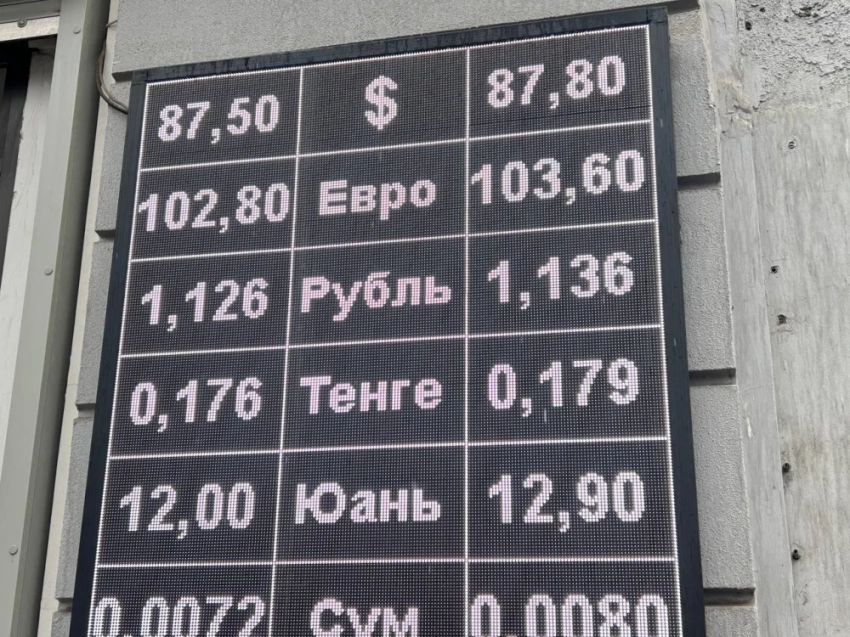 87,50 $ 87,80
102,80 Евро 103,60
1,126 Рубль 1,136
0,176 Тенге 0,179
12,00 Юань 12,90
0,0072 Сум 0,0080